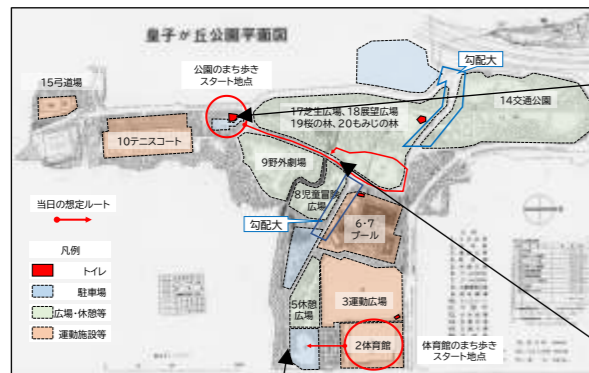 皇子が丘公園平面図
15弓道場
公園のまち歩き
スタート地点
勾配大
17芝生広場、18展望広場、
19桜の林、20もみじの林
14交通公園
10テニスコート
9野外劇場
当日の想定ルート
8児童冒険
広場
勾配大
6・7
プール
凡例
トイレ
駐車場
広場・休憩等
運動施設等
5休憩
広場
3運動広場
2体育館
体育館のまち歩き
スタート地点